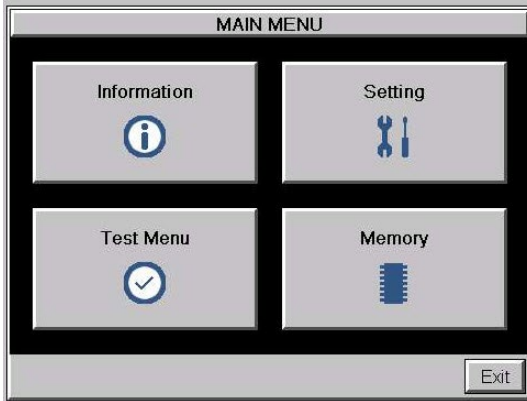 MAIN MENU
Information
Setting
Test Menu
Memory
Exit